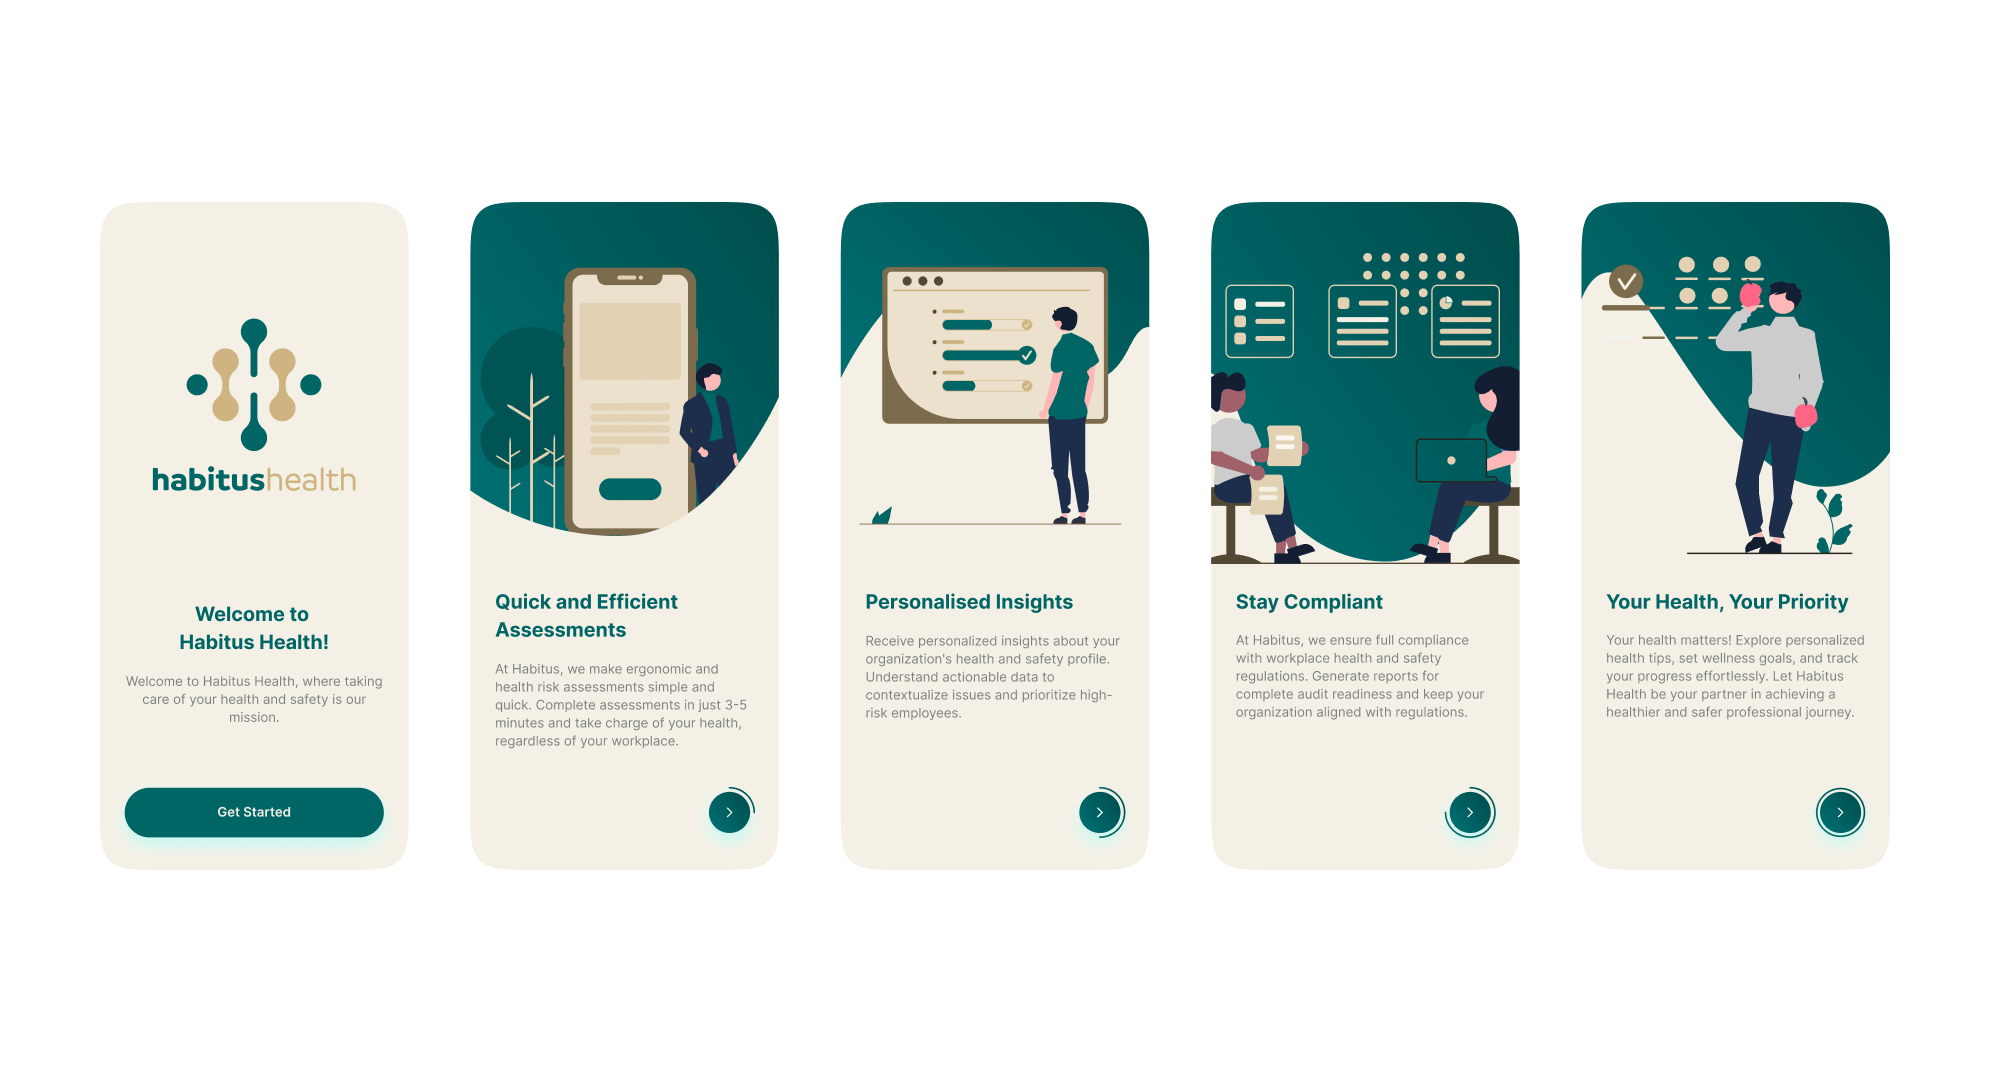 habitushealth
Welcome to
Habitus Health!
Welcome to Habitus Health, where taking
care of your health and safety is our
mission.
Get Started
Quick and Efficient
Assessments
At Habitus, we make ergonomic and
health risk assessments simple and
quick. Complete assessments in just 3-5
minutes and take charge of your health,
regardless of your workplace.
Personalised Insights
Receive personalized insights about your
organization's health and safety profile.
Understand actionable data to
contextualize issues and prioritize high-
risk employees.
Stay Compliant
At Habitus, we ensure full compliance
with workplace health and safety
regulations. Generate reports for
complete audit readiness and keep your
organization aligned with regulations.
Your Health, Your Priority
Your health matters! Explore personalized
health tips, set wellness goals, and track
your progress effortlessly. Let Habitus
Health be your partner in achieving a
healthier and safer professional journey.